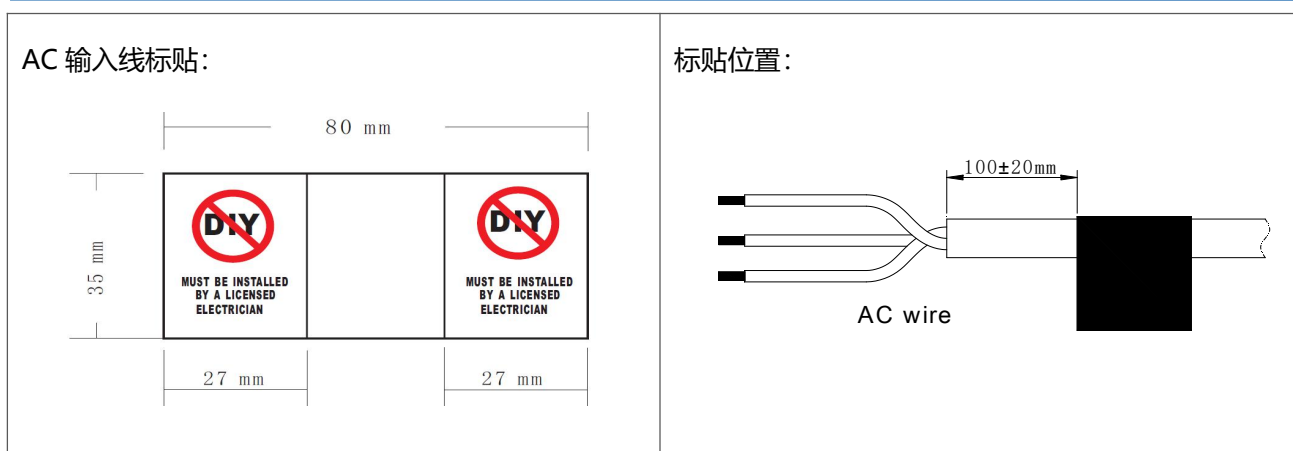 AC 输入线标贴：
80 mm
35 mm
DIY
MUST BE INSTALLED
BY A LICENSED
ELECTRICIAN
DIY
MUST BE INSTALLED
BY A LICENSED
ELECTRICIAN
27 mm
27 mm
标贴位置：
100±20mm
AC wire